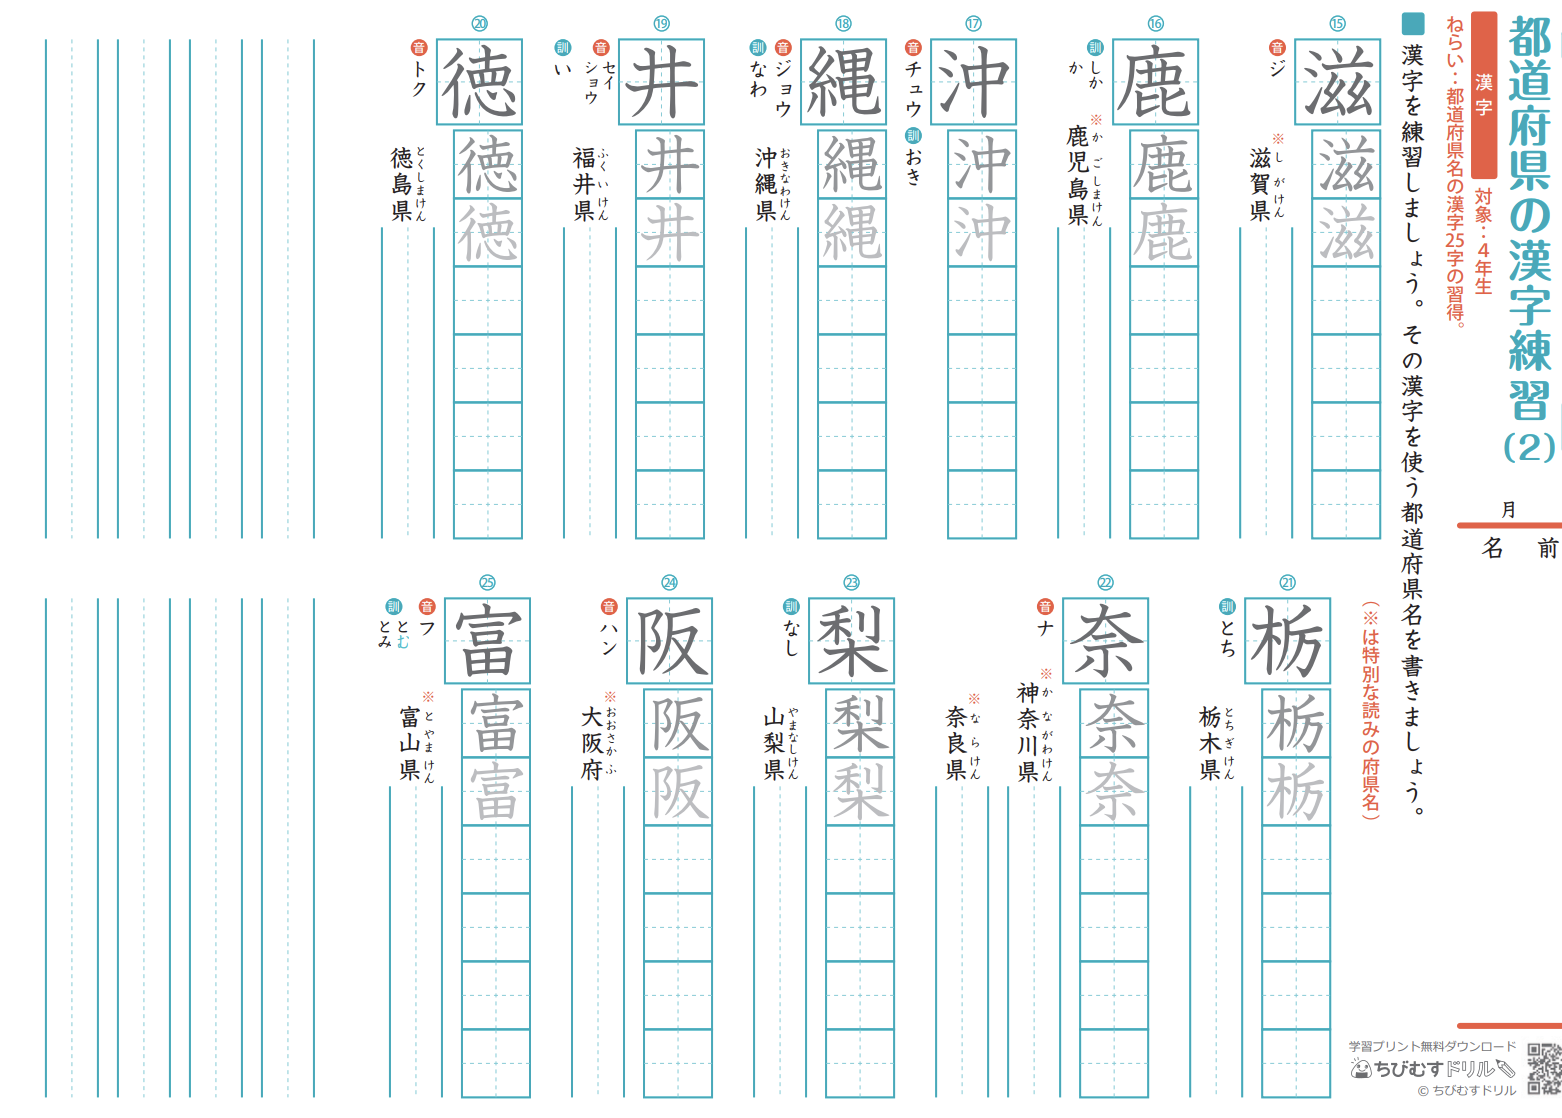 都道府県の漢字練習(2)
漢字
対象：４年生
ねらい：都道府県名の漢字25字の習得。
月
名前
漢字を練習しましょう。その漢字を使う都道府県名を書きましょう。
（※は特別な読みの府県名）
⑮
滋
滋
滋
音
ジ
※
しがけん
滋賀県
⑯
鹿
鹿
鹿
訓
しか
か
※
かごしまけん
鹿児島県
⑰
沖
沖
沖
音
チュウ
訓
おき
⑱
縄
縄
縄
音
ジョウ
訓
なわ
おきなわけん
沖縄県
⑲
井
井
井
音
セイ
ショウ
訓
い
ふくいけん
福井県
⑳
徳
徳
徳
音
トク
とくしまけん
徳島県
㉑
栃
栃
栃
訓
とち
とちぎけん
栃木県
㉒
奈
奈
奈
音
ナ
※
かながわけん
神奈川県
※
ならけん
奈良県
㉓
梨
梨
梨
訓
なし
やまなしけん
山梨県
㉔
阪
阪
阪
音
ハン
※
おおさかふ
大阪府
㉕
富
富
富
音
フ
訓
とむ
とみ
※
とやまけん
富山県
学習プリント無料ダウンロード
ちびむすドリル
© ちびむすドリル